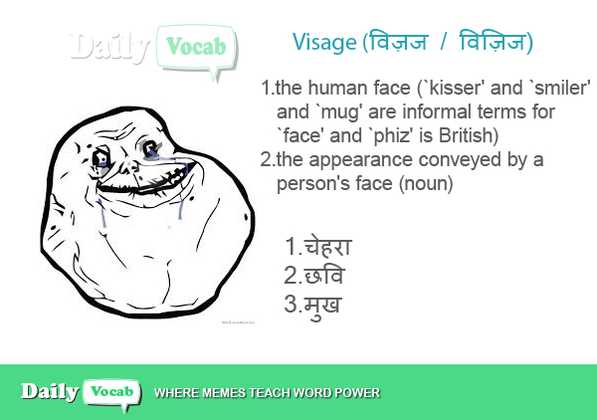 Daily Vocab
Visage (विज़ज / विज़िज)
1.the human face (`kisser' and `smiler'
and `mug' are informal terms for
`face' and `phiz' is British)
2.the appearance conveyed by a
person's face (noun)
1.चेहरा
2.छवि
3.मुख
Daily Vocab WHERE MEMES TEACH WORD POWER